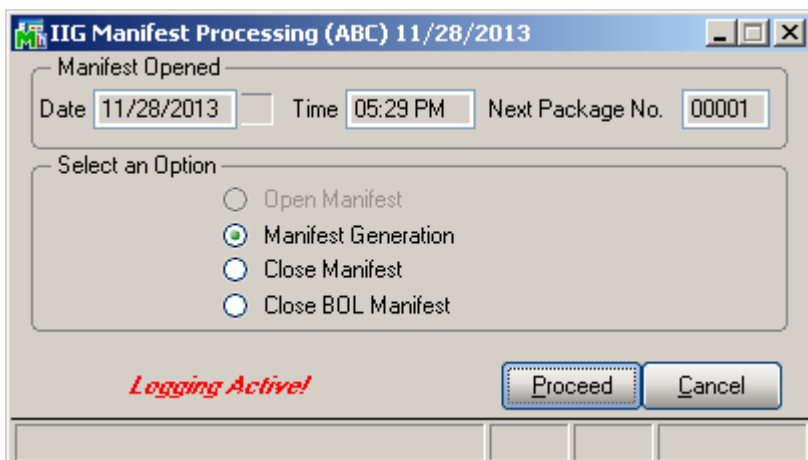 IIG Manifest Processing (ABC) 11/28/2013
Manifest Opened
Date 11/28/2013 Time 05:29 PM Next Package No. 00001
Select an Option
Open Manifest
Manifest Generation
Close Manifest
Close BOL Manifest
Logging Active!
Proceed Cancel